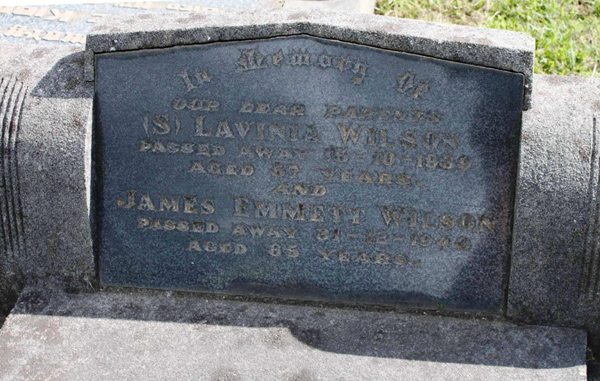 In Memory of
OUR DEAR PARENTS
(S) LAVINIA WILSON
PASSED AWAY
AGED 67 YEARS.
AND
JAMES EMMETT WILSON
PASSED AWAY
AGED 85 YEARS.